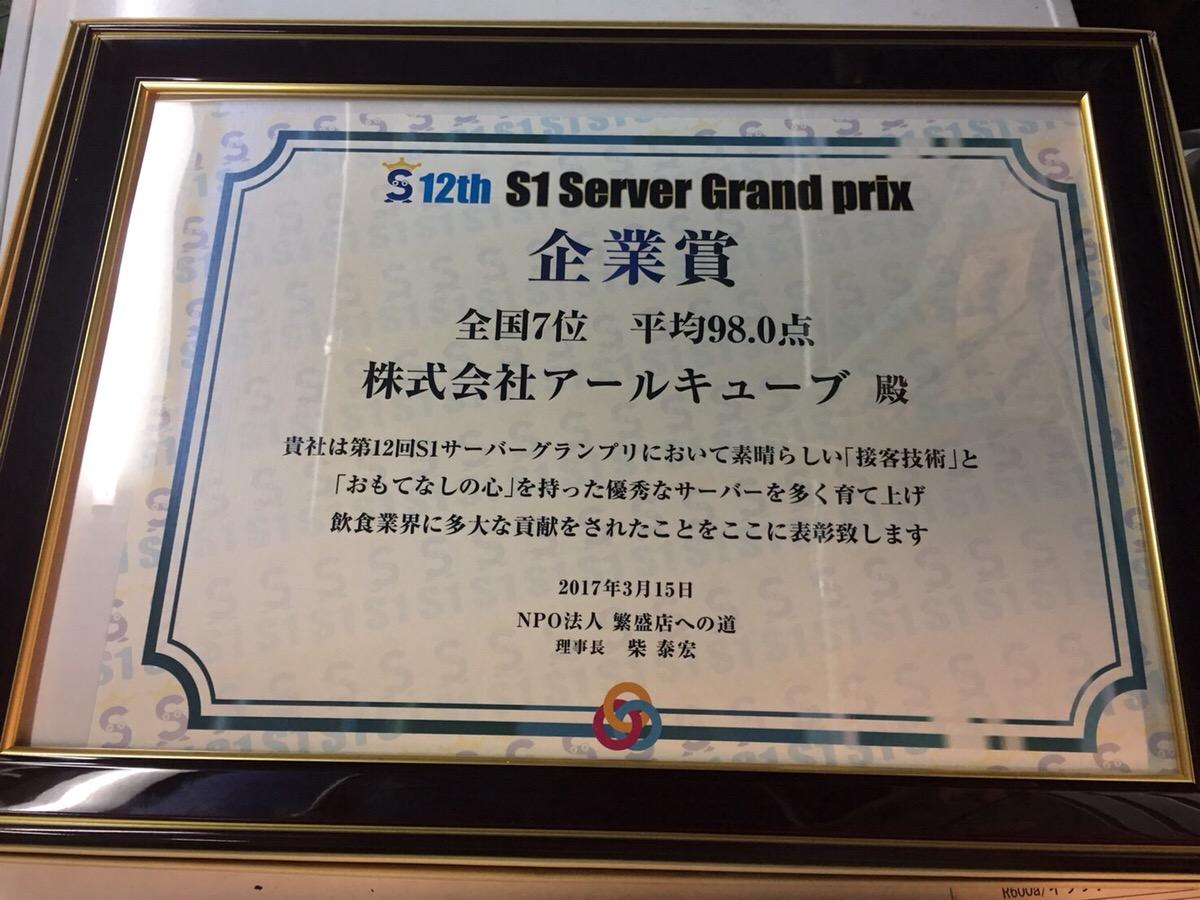 12th S1 Server Grand prix
企業賞
全国7位 平均98.0点
株式会社アールキューブ 殿
貴社は第12回S1サーバーグランプリにおいて素晴らしい「接客技術」と
「おもてなしの心」を持った優秀なサーバーを多く育て上げ
飲食業界に多大な貢献をされたことをここに表彰致します
2017年3月15日
NPO法人 繁盛店への道
理事長 柴 泰宏